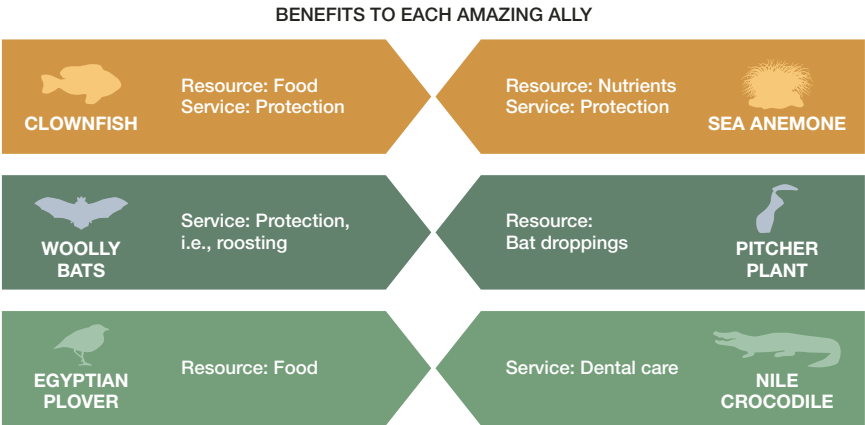 BENEFITS TO EACH AMAZING ALLY
CLOWNFISH
Resource: Food
Service: Protection
Resource: Nutrients
Service: Protection
SEA ANEMONE
WOOLLY
BATS
Service: Protection,
i.e., roosting
Resource:
Bat droppings
PITCHER
PLANT
EGYPTIAN
PLOVER
Resource: Food
Service: Dental care
NILE
CROCODILE